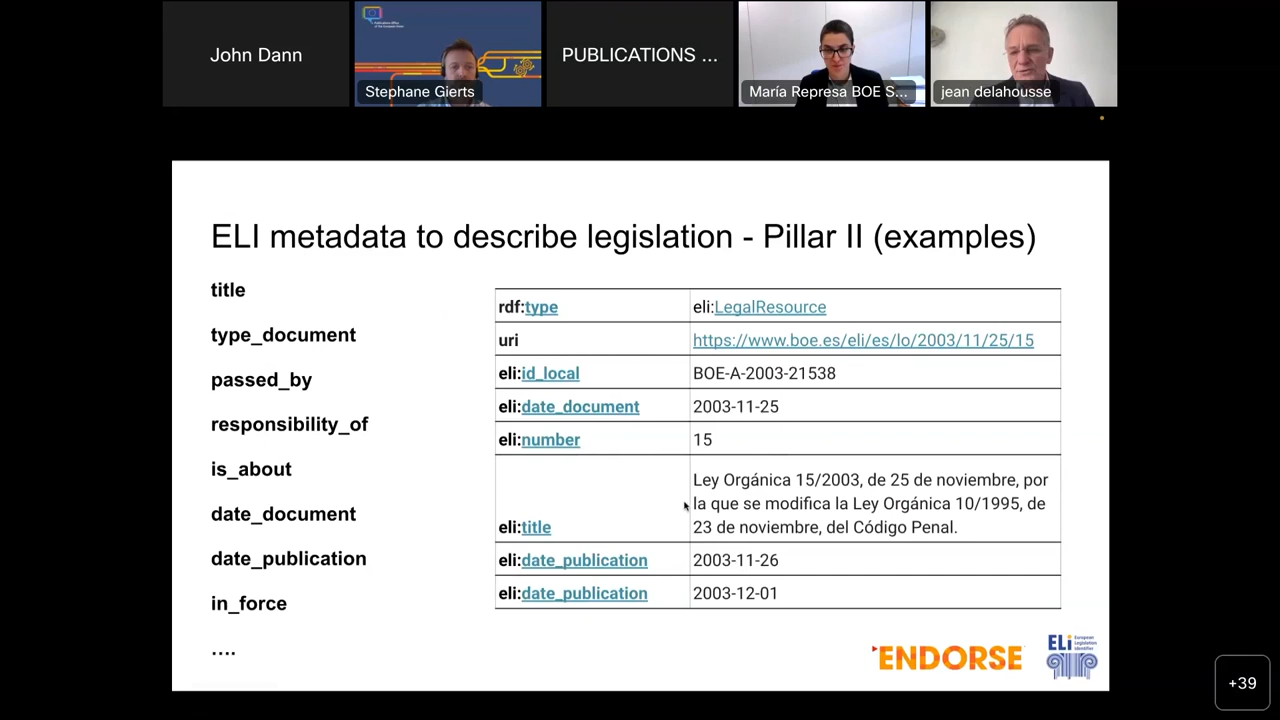 John Dann
Stephane Gierts
PUBLICATIONS ...
María Represa BOE S...
jean delahousse
ELI metadata to describe legislation - Pillar II (examples)
title
type_document
passed_by
responsibility_of
is_about
date_document
date_publication
in_force
....
rdf:type eli:LegalResource
uri https://www.boe.es/eli/es/lo/2003/11/25/15
eli:id_local BOE-A-2003-21538
eli:date_document 2003-11-25
eli:number 15
Ley Orgánica 15/2003, de 25 de noviembre, por
la que se modifica la Ley Orgánica 10/1995, de
eli:title 23 de noviembre, del Código Penal.
eli:date_publication 2003-11-26
eli:date_publication 2003-12-01
ENDORSE
ELi
European
Legislation
Identifier
+39